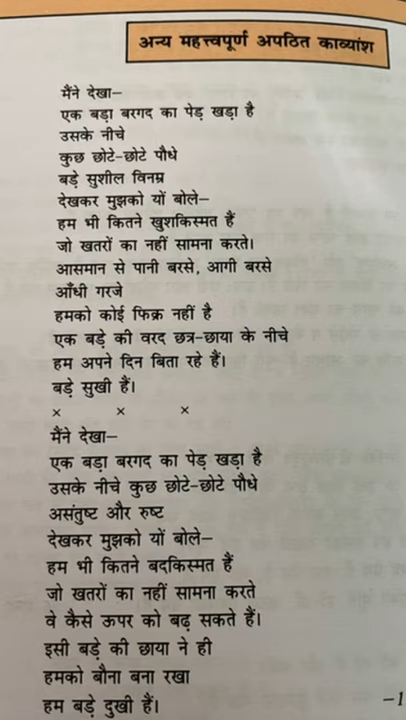 अन्य महत्त्वपूर्ण अपठित काव्यांश
मैंने देखा–
एक बड़ा बरगद का पेड़ खड़ा है
उसके नीचे
कुछ छोटे-छोटे पौधे
बड़े सुशील विनम्र
देखकर मुझको यों बोले–
हम भी कितने खुशकिस्मत हैं
जो खतरों का नहीं सामना करते।
आसमान से पानी बरसे, आगी बरसे
आँधी गरजे
हमको कोई फिक्र नहीं है
एक बड़े की वरद छत्र-छाया के नीचे
हम अपने दिन बिता रहे हैं।
बड़े सुखी हैं।
× × ×
मैंने देखा–
एक बड़ा बरगद का पेड़ खड़ा है
उसके नीचे कुछ छोटे-छोटे पौधे
असंतुष्ट और रुष्ट
देखकर मुझको यों बोले–
हम भी कितने बदकिस्मत हैं
जो खतरों का नहीं सामना करते
वे कैसे ऊपर को बढ़ सकते हैं।
इसी बड़े की छाया ने ही
हमको बौना बना रखा
हम बड़े दुखी हैं।
–1